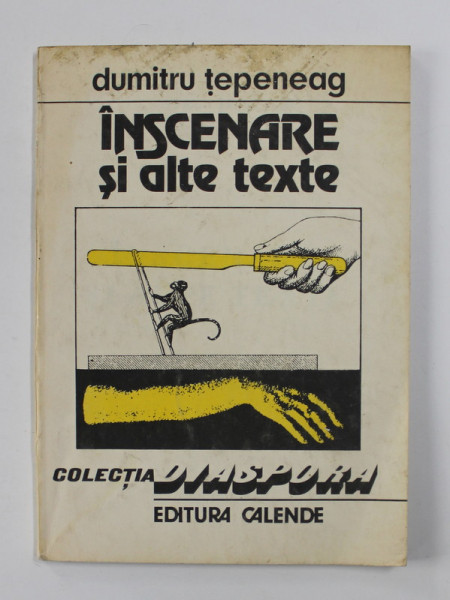 dumitru țepeneag
ÎNSCENARE
și alte texte
COLECȚIA DIASPORA
EDITURA CALENDE